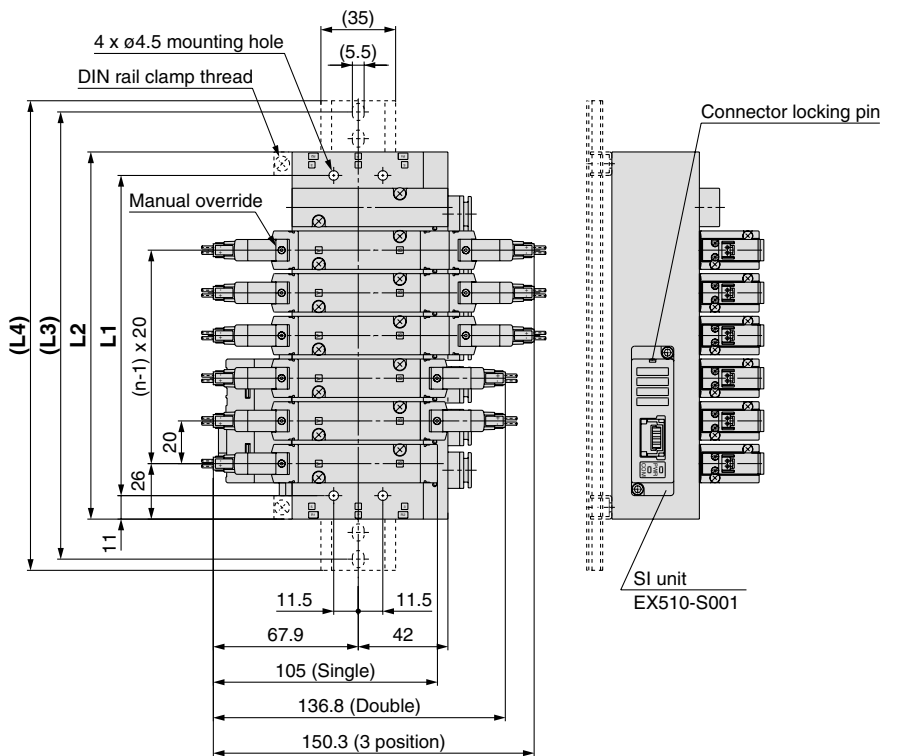 (35)
4 x ø4.5 mounting hole
(5.5)
DIN rail clamp thread
Connector locking pin
Manual override
(L4)
(L3)
L2
L1
(n-1) x 20
20
26
11
SI unit
EX510-S001
11.5
11.5
67.9
42
105 (Single)
136.8 (Double)
150.3 (3 position)